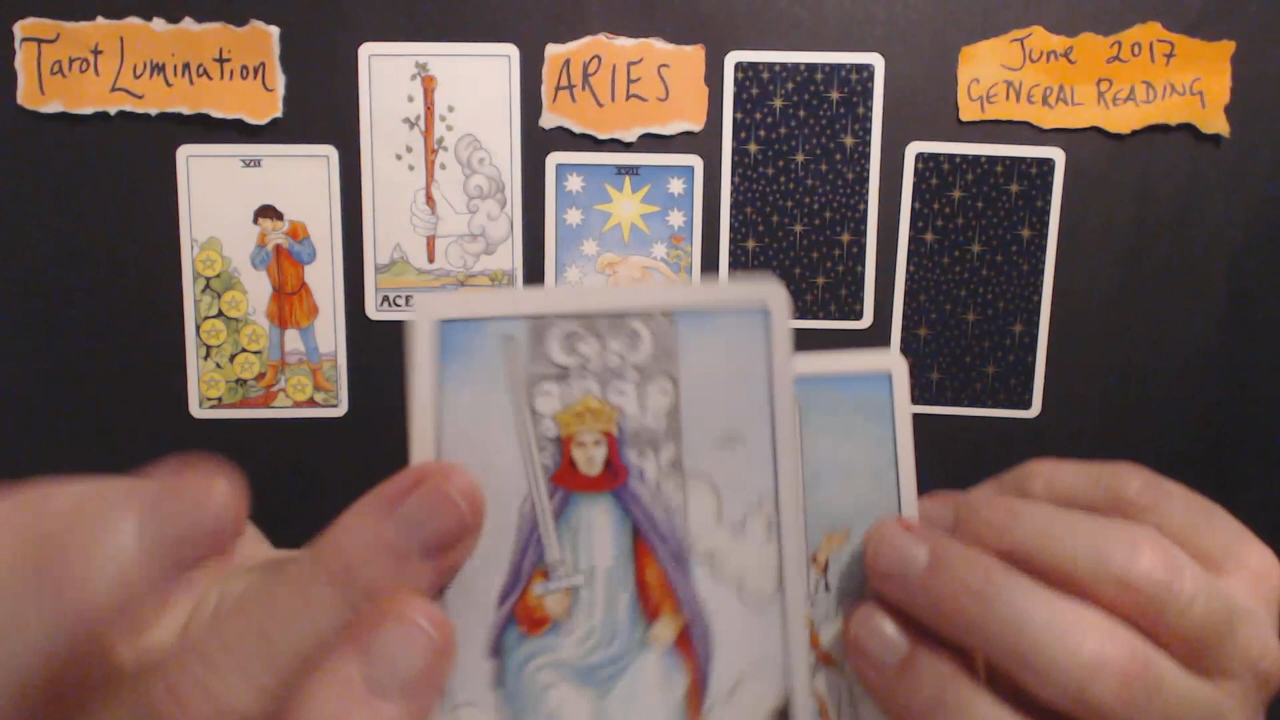 Tarot Lumination
ARIES
June 2017
GENERAL READING
VII
ACE
XVII